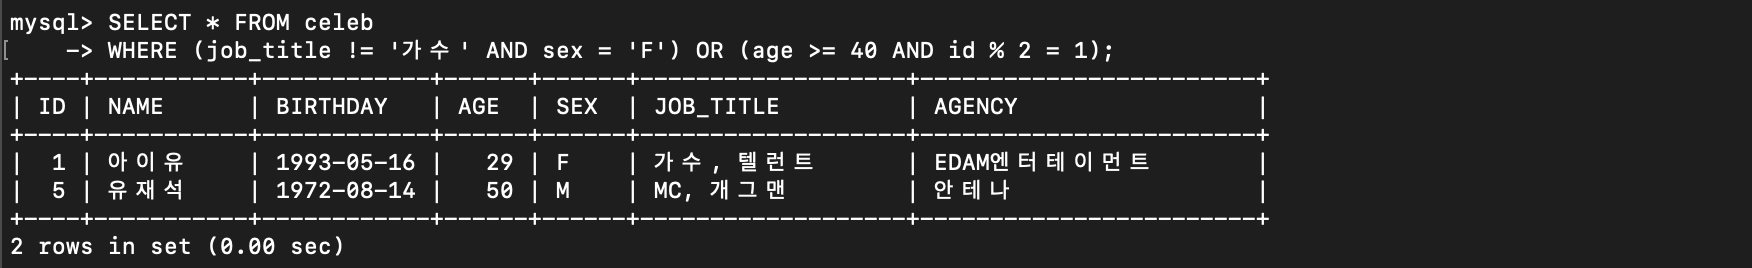 mysql> SELECT * FROM celeb
    -> WHERE (job_title != '가수' AND sex = 'F') OR (age >= 40 AND id % 2 = 1);
+----+-----------+------------+------+------+-------------------+------------------------+
| ID | NAME      | BIRTHDAY   | AGE  | SEX  | JOB_TITLE         | AGENCY                 |
+----+-----------+------------+------+------+-------------------+------------------------+
|  1 | 아이유    | 1993-05-16 |   29 | F    | 가수, 텔런트      | EDAM엔터테이먼트       |
|  5 | 유재석    | 1972-08-14 |   50 | M    | MC, 개그맨        | 안테나                 |
+----+-----------+------------+------+------+-------------------+------------------------+
2 rows in set (0.00 sec)